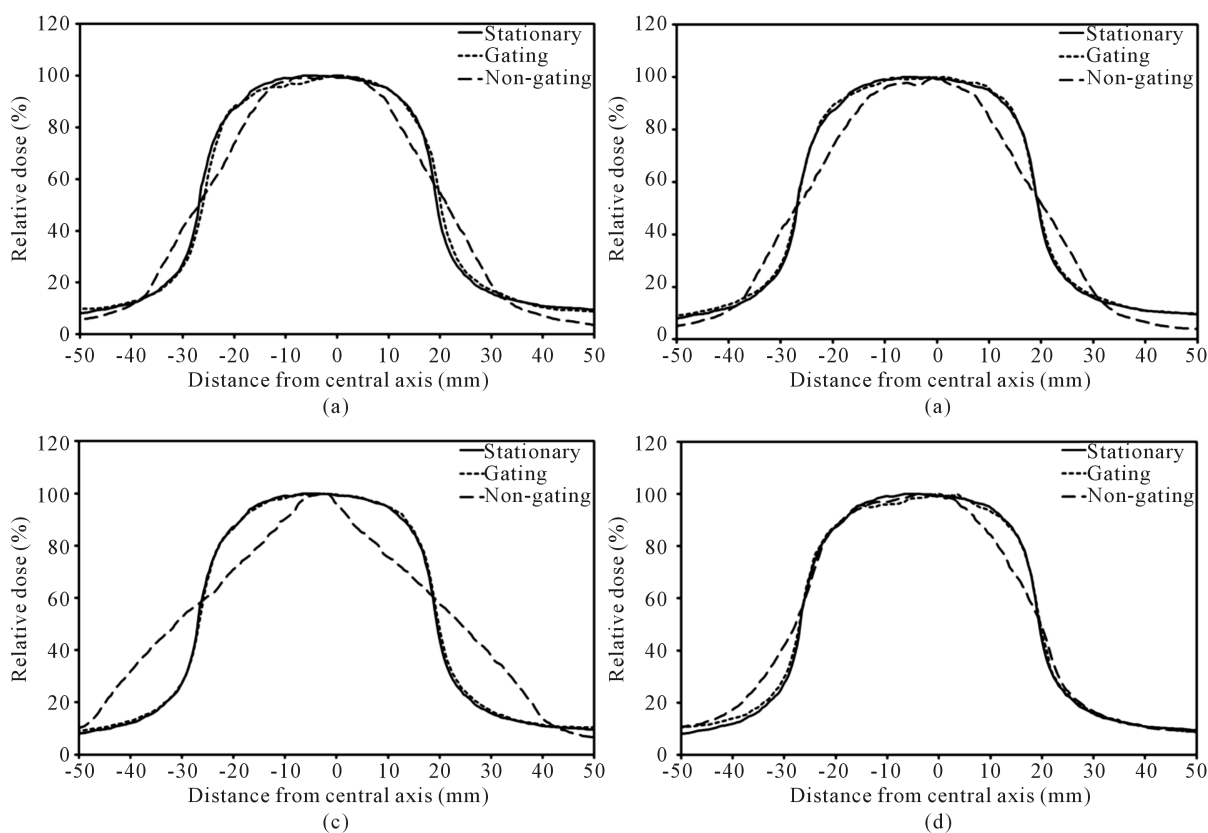 120
100
80
60
40
20
0
Relative dose (%)
Stationary
Gating
Non-gating
-50 -40 -30 -20 -10 0 10 20 30 40 50
Distance from central axis (mm)
(a)
120
100
80
60
40
20
0
Relative dose (%)
Stationary
Gating
Non-gating
-50 -40 -30 -20 -10 0 10 20 30 40 50
Distance from central axis (mm)
(a)
120
100
80
60
40
20
0
Relative dose (%)
Stationary
Gating
Non-gating
-50 -40 -30 -20 -10 0 10 20 30 40 50
Distance from central axis (mm)
(c)
120
100
80
60
40
20
0
Relative dose (%)
Stationary
Gating
Non-gating
-50 -40 -30 -20 -10 0 10 20 30 40 50
Distance from central axis (mm)
(d)